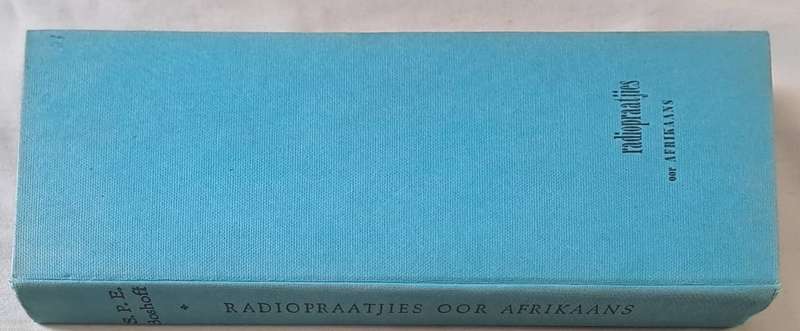 radiopraatjies
oor AFRIKAANS
S. P. E.
Boshoff
RADIOPRAATJIES OOR AFRIKAANS